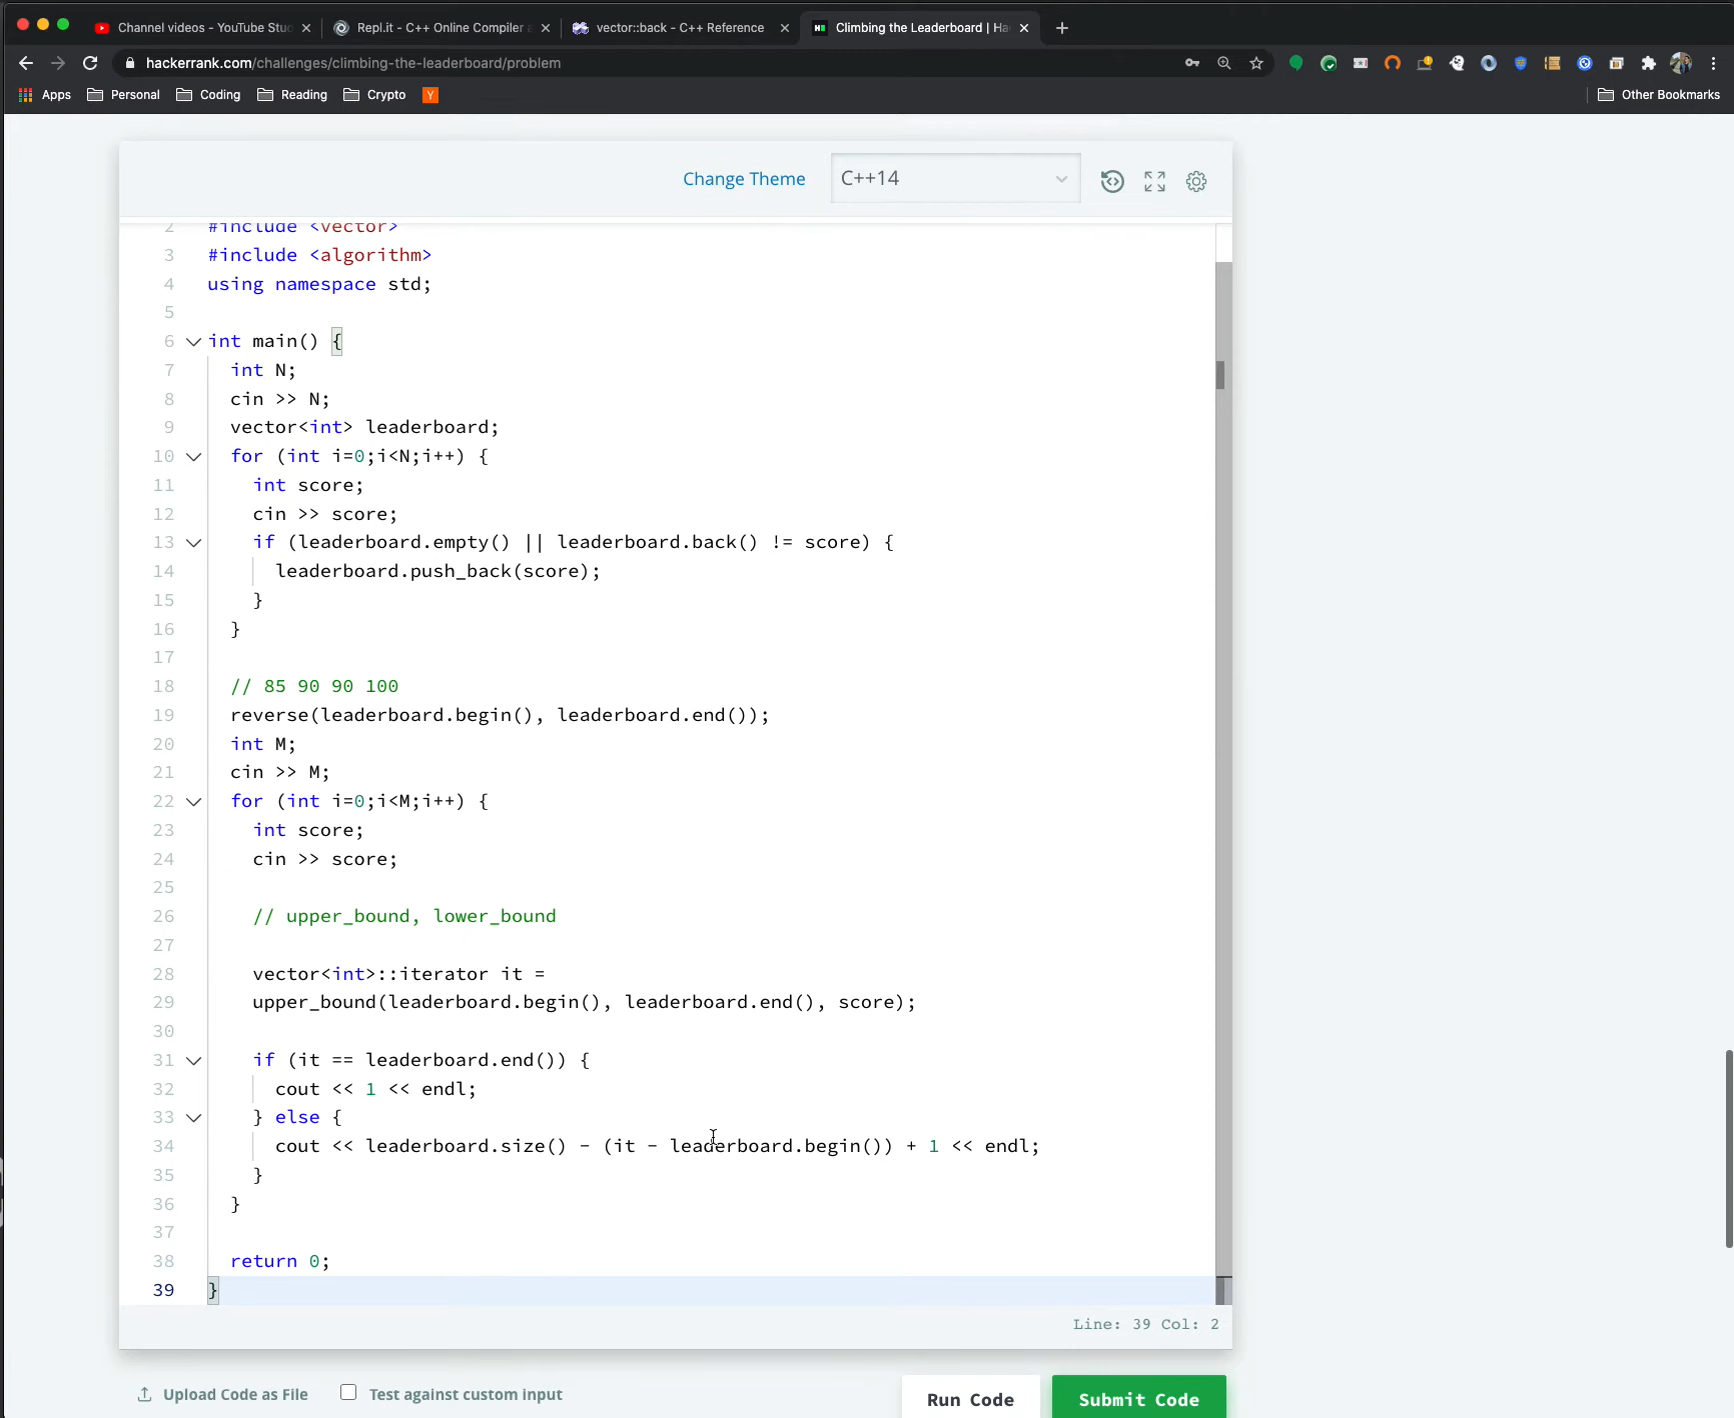 Channel videos - YouTube Stu
Repl.it - C++ Online Compiler
vector::back - C++ Reference
Climbing the Leaderboard | Ha
hackerrank.com/challenges/climbing-the-leaderboard/problem
Apps Personal Coding Reading Crypto Y Other Bookmarks
Change Theme C++14
2 #include <vector>
3 #include <algorithm>
4 using namespace std;
5
6 int main() {
7 int N;
8 cin >> N;
9 vector<int> leaderboard;
10 for (int i=0;i<N;i++) {
11 int score;
12 cin >> score;
13 if (leaderboard.empty() || leaderboard.back() != score) {
14 leaderboard.push_back(score);
15 }
16 }
17
18 // 85 90 90 100
19 reverse(leaderboard.begin(), leaderboard.end());
20 int M;
21 cin >> M;
22 for (int i=0;i<M;i++) {
23 int score;
24 cin >> score;
25
26 // upper_bound, lower_bound
27
28 vector<int>::iterator it =
29 upper_bound(leaderboard.begin(), leaderboard.end(), score);
30
31 if (it == leaderboard.end()) {
32 cout << 1 << endl;
33 } else {
34 cout << leaderboard.size() - (it - leaderboard.begin()) + 1 << endl;
35 }
36 }
37
38 return 0;
39 }
Line: 39 Col: 2
Upload Code as File Test against custom input Run Code Submit Code